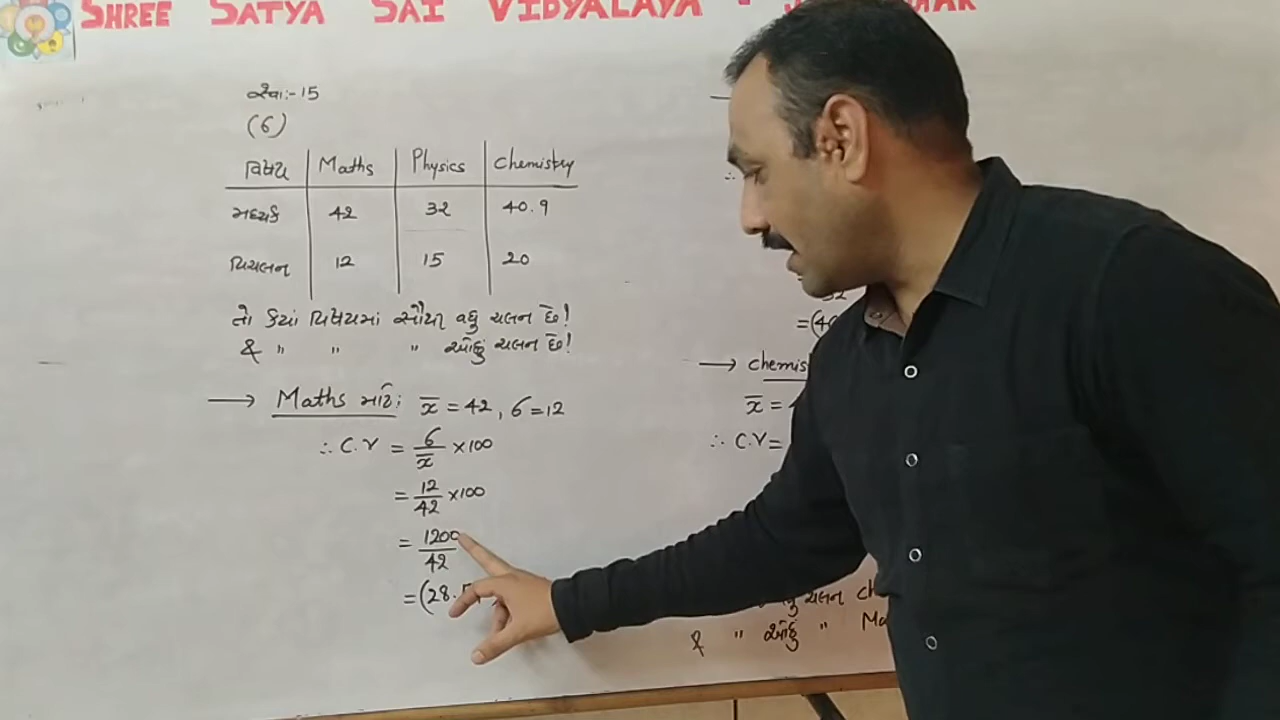 SHREE SATYA SAI VIDYALAYA
સ્વા:- 15
(6)
વિષય Maths Physics Chemistry
મધ્યક 42 32 40.9
વિચલન 12 15 20
તો કયાં વિષયમાં સૌથી વધુ ચલન છે!
& " " " ઓછું ચલન છે!
→ Maths માટે: x̅ = 42, σ = 12
∴ C.V = σ/x̅ × 100
= 12/42 × 100
= 1200/42
= (28.5
→ Chemis
x̅ =
∴ C.V =
ચલન
& " ઓછું " Ma